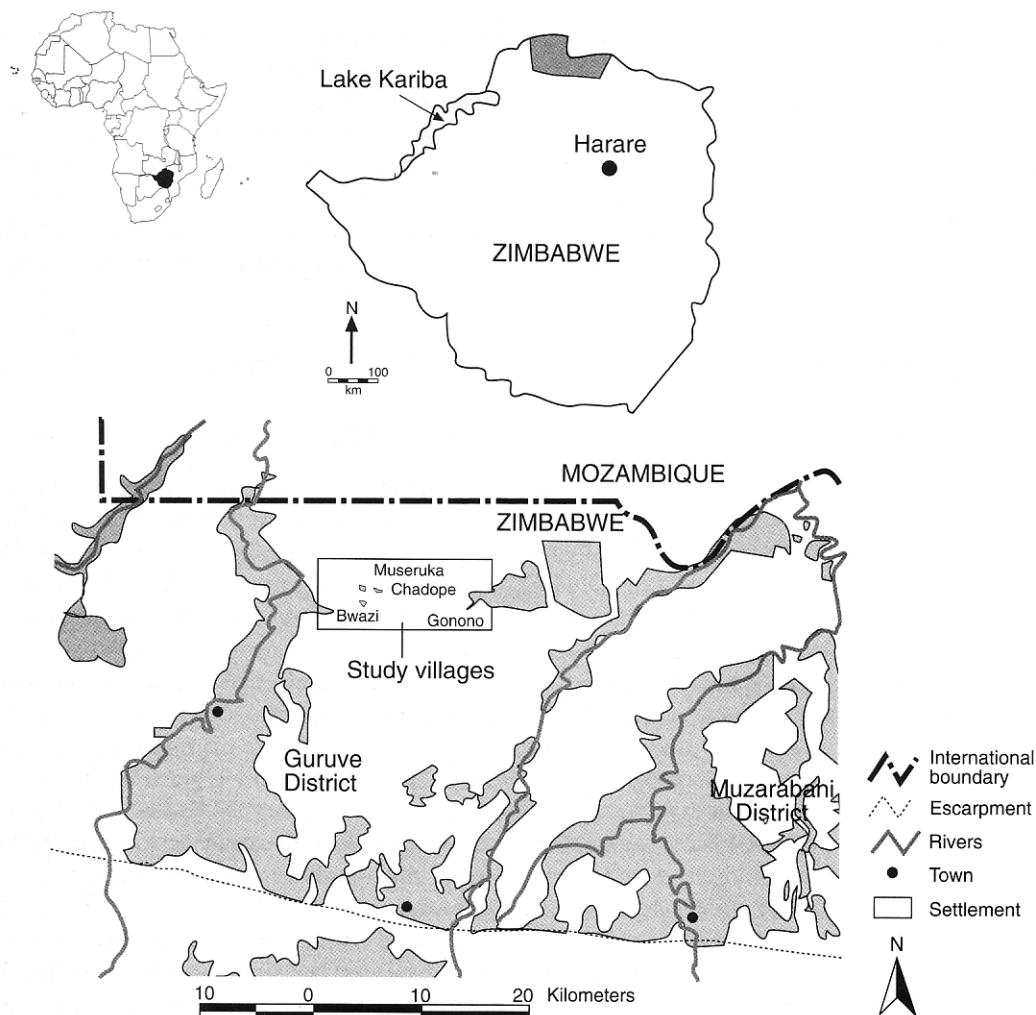 Lake Kariba
Harare
ZIMBABWE
N
0 100
km
MOZAMBIQUE
ZIMBABWE
Museruka
Chadope
Bwazi
Gonono
Study villages
Guruve
District
Muzarabani
District
International
boundary
Escarpment
Rivers
Town
Settlement
N
10 0 10 20 Kilometers